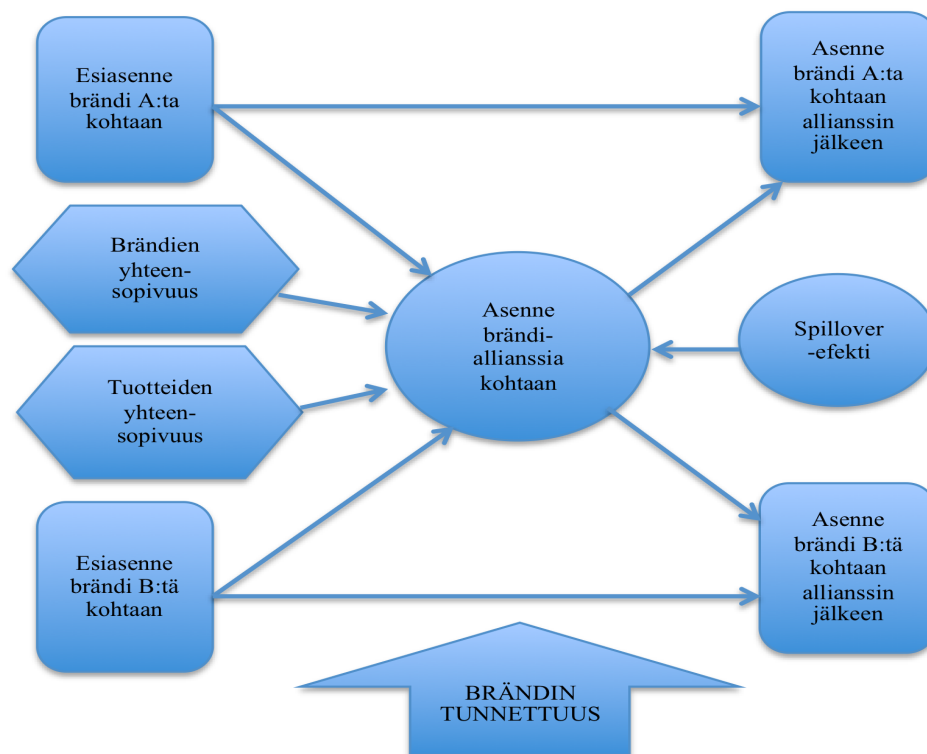 Esiasenne
brändi A:ta
kohtaan
Asenne
brändi A:ta
kohtaan
allianssin
jälkeen
Brändien
yhteen-
sopivuus
Asenne
brändi-
allianssia
kohtaan
Spillover
-efekti
Tuotteiden
yhteen-
sopivuus
Esiasenne
brändi B:tä
kohtaan
Asenne
brändi B:tä
kohtaan
allianssin
jälkeen
BRÄNDIN
TUNNETTUUS